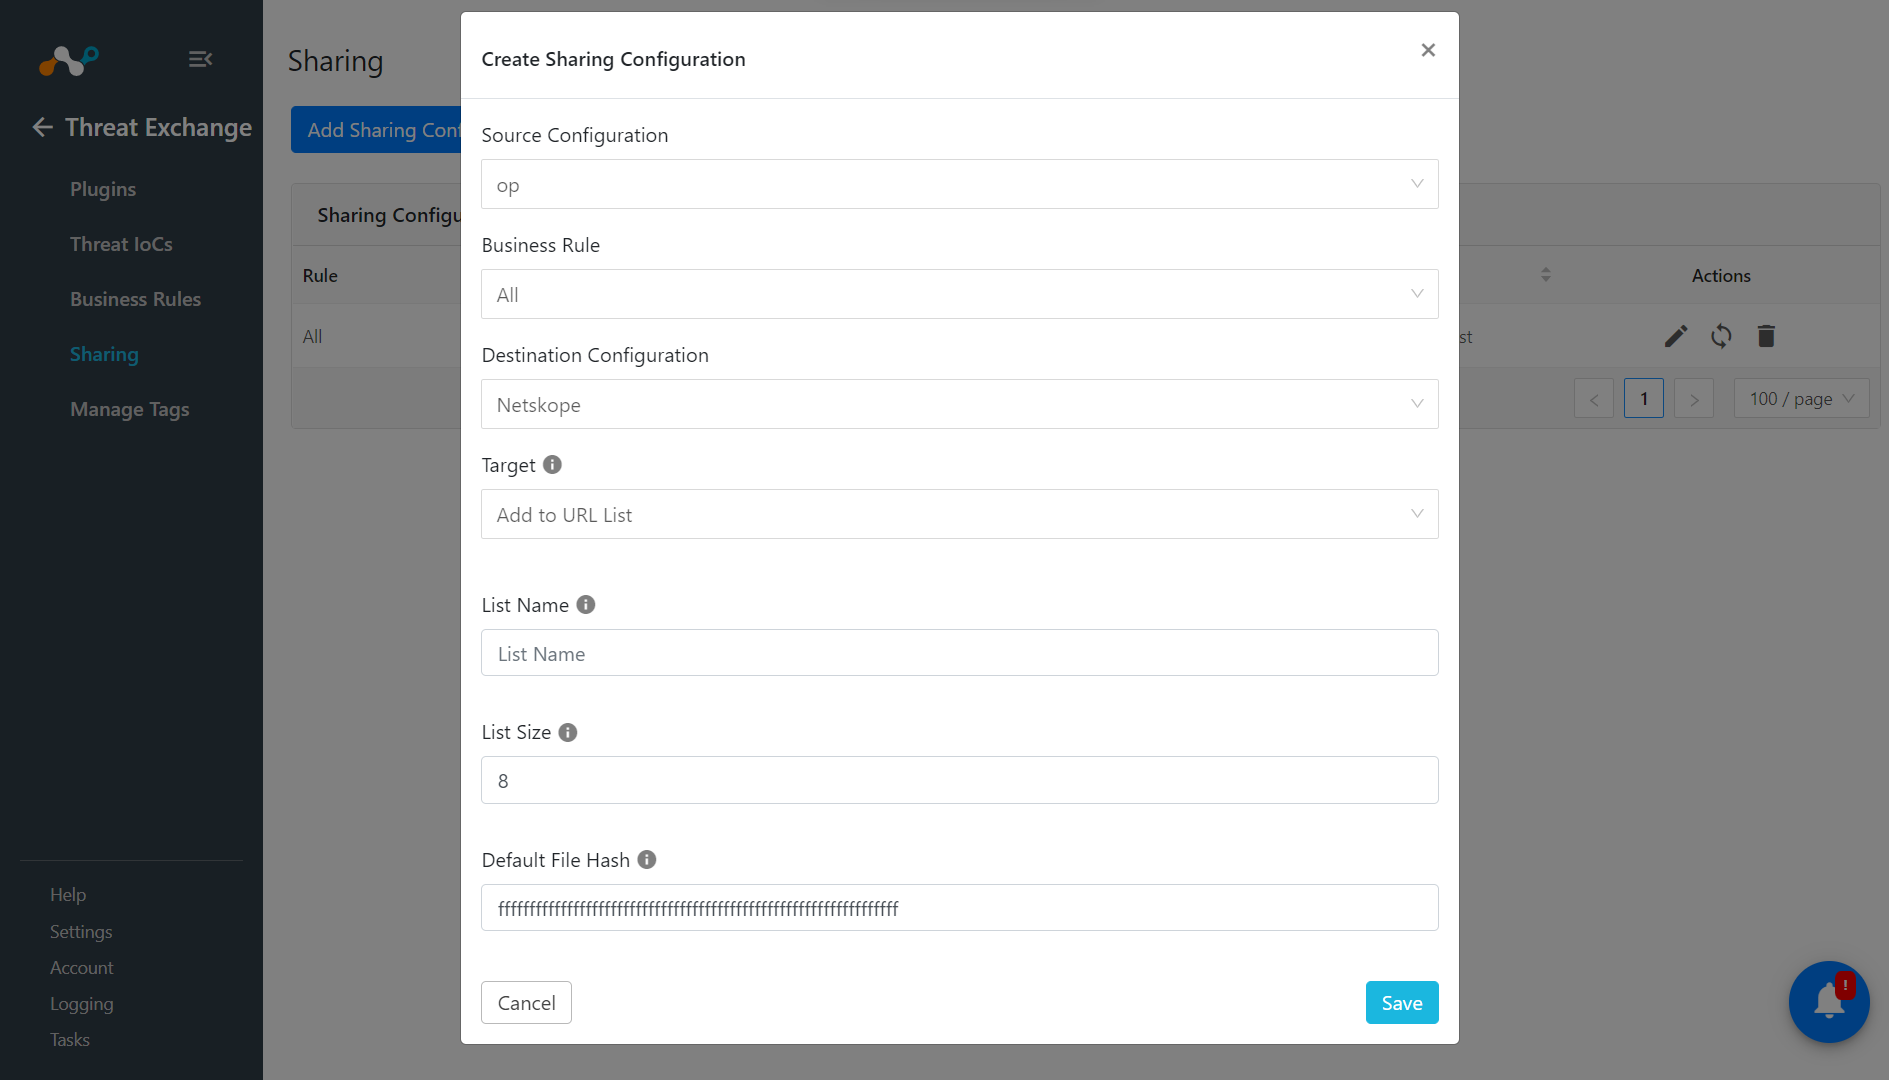 Threat Exchange
Plugins
Threat IoCs
Business Rules
Sharing
Manage Tags
Help
Settings
Account
Logging
Tasks
Sharing
Add Sharing Conf
Sharing Configu
Rule
Actions
All
st
<
1
>
100 / page
Create Sharing Configuration
Source Configuration
op
Business Rule
All
Destination Configuration
Netskope
Target
Add to URL List
List Name
List Name
List Size
8
Default File Hash
ffffffffffffffffffffffffffffffffffffffffffffffffffffffffffffffff
Cancel
Save